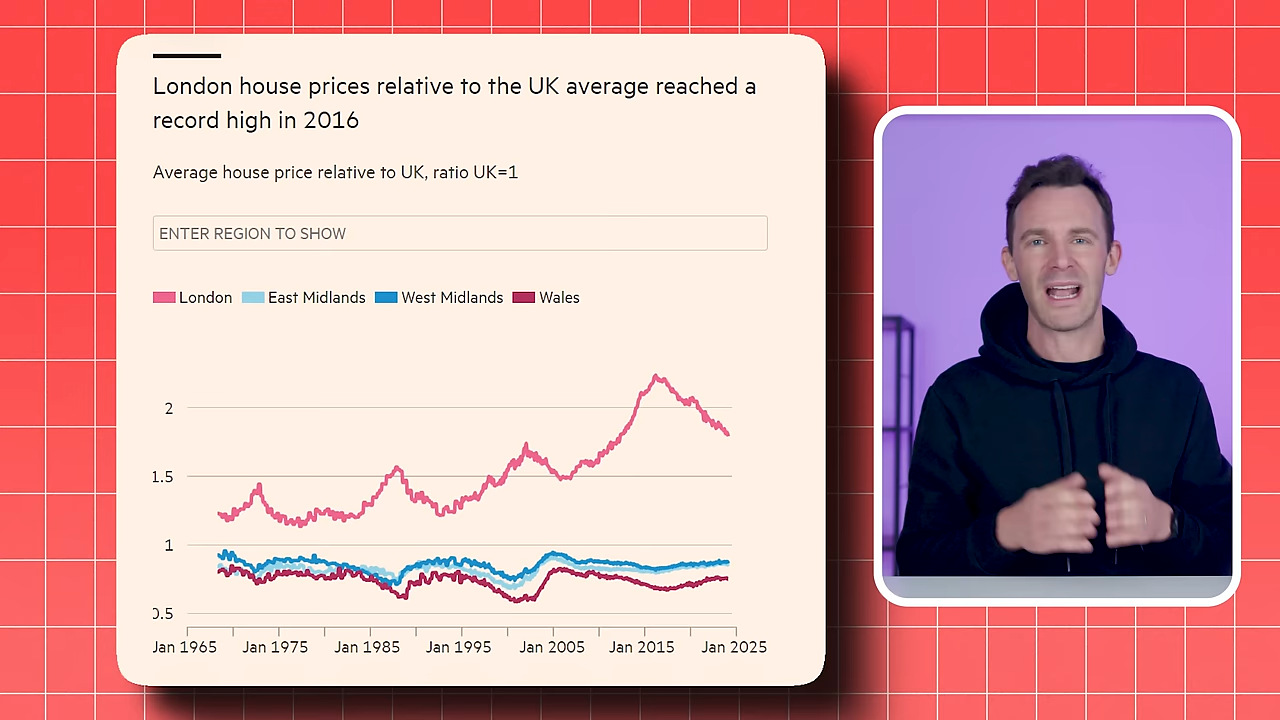 London house prices relative to the UK average reached a
record high in 2016
Average house price relative to UK, ratio UK=1
ENTER REGION TO SHOW
London East Midlands West Midlands Wales
2
1.5
1
0.5
Jan 1965 Jan 1975 Jan 1985 Jan 1995 Jan 2005 Jan 2015 Jan 2025